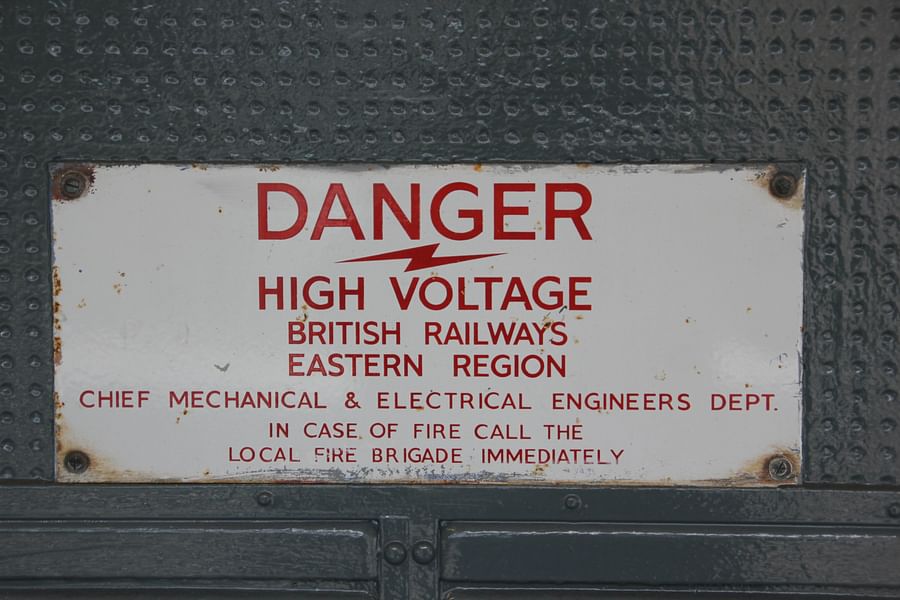 DANGER
HIGH VOLTAGE
BRITISH RAILWAYS
EASTERN REGION
CHIEF MECHANICAL & ELECTRICAL ENGINEERS DEPT.
IN CASE OF FIRE CALL THE
LOCAL FIRE BRIGADE IMMEDIATELY